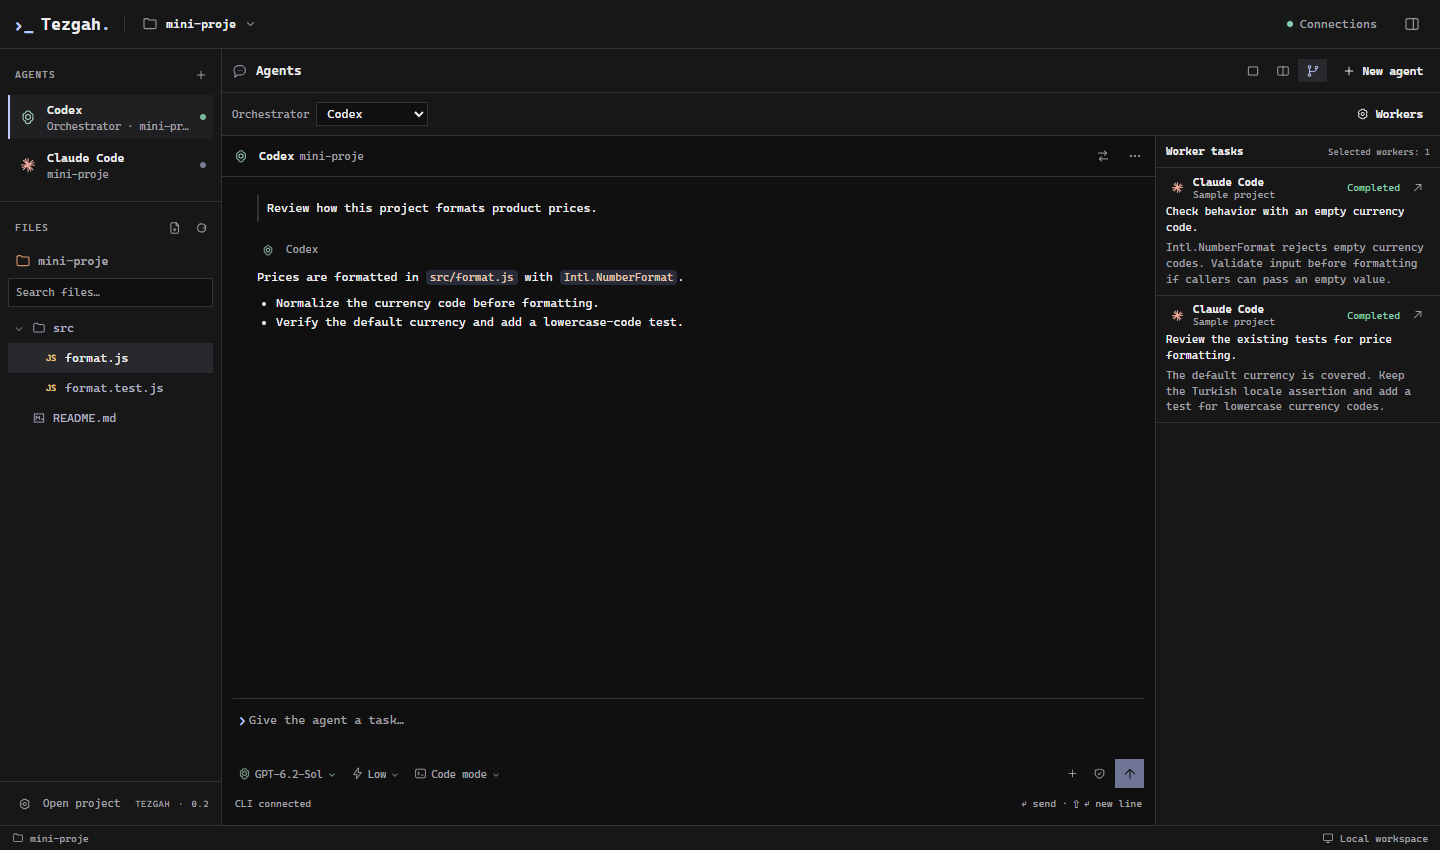 ›_ Tezgah.
mini-proje
Connections
AGENTS
Codex
Orchestrator · mini-pr…
Claude Code
mini-proje
FILES
mini-proje
Search files…
src
JS format.js
JS format.test.js
README.md
Open project TEZGAH · 0.2
Agents
New agent
Orchestrator Codex
Workers
Codex mini-proje
Review how this project formats product prices.
Codex
Prices are formatted in src/format.js with Intl.NumberFormat.
• Normalize the currency code before formatting.
• Verify the default currency and add a lowercase-code test.
› Give the agent a task…
GPT-6.2-Sol Low Code mode
CLI connected
↲ send · ⇧ ↲ new line
Worker tasks Selected workers: 1
Claude Code Completed
Sample project
Check behavior with an empty currency
code.
Intl.NumberFormat rejects empty currency
codes. Validate input before formatting
if callers can pass an empty value.
Claude Code Completed
Sample project
Review the existing tests for price
formatting.
The default currency is covered. Keep
the Turkish locale assertion and add a
test for lowercase currency codes.
mini-proje
Local workspace